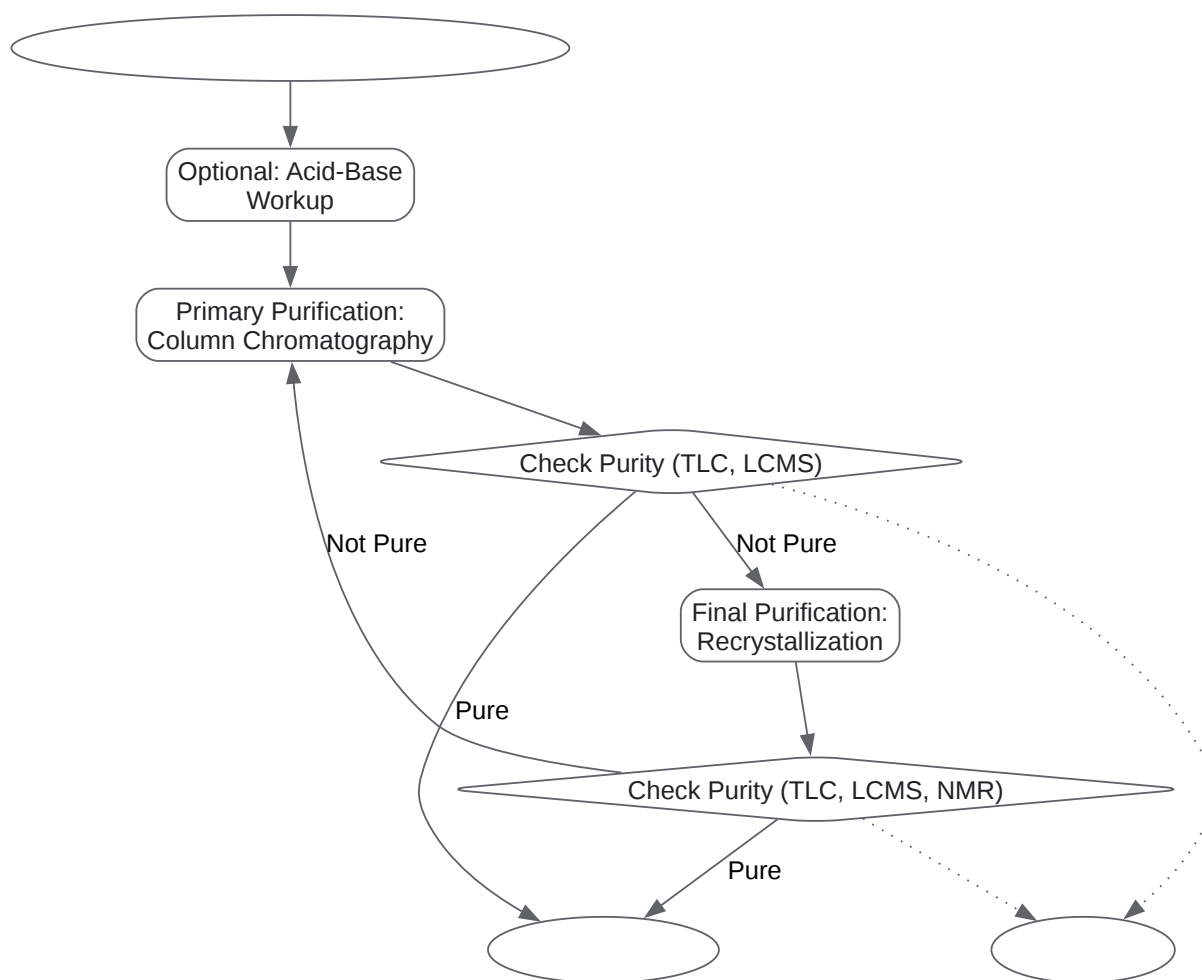 Optional: Acid-Base
Workup
Primary Purification:
Column Chromatography
Check Purity (TLC, LCMS)
Not Pure
Not Pure
Final Purification:
Recrystallization
Pure
Check Purity (TLC, LCMS, NMR)
Pure